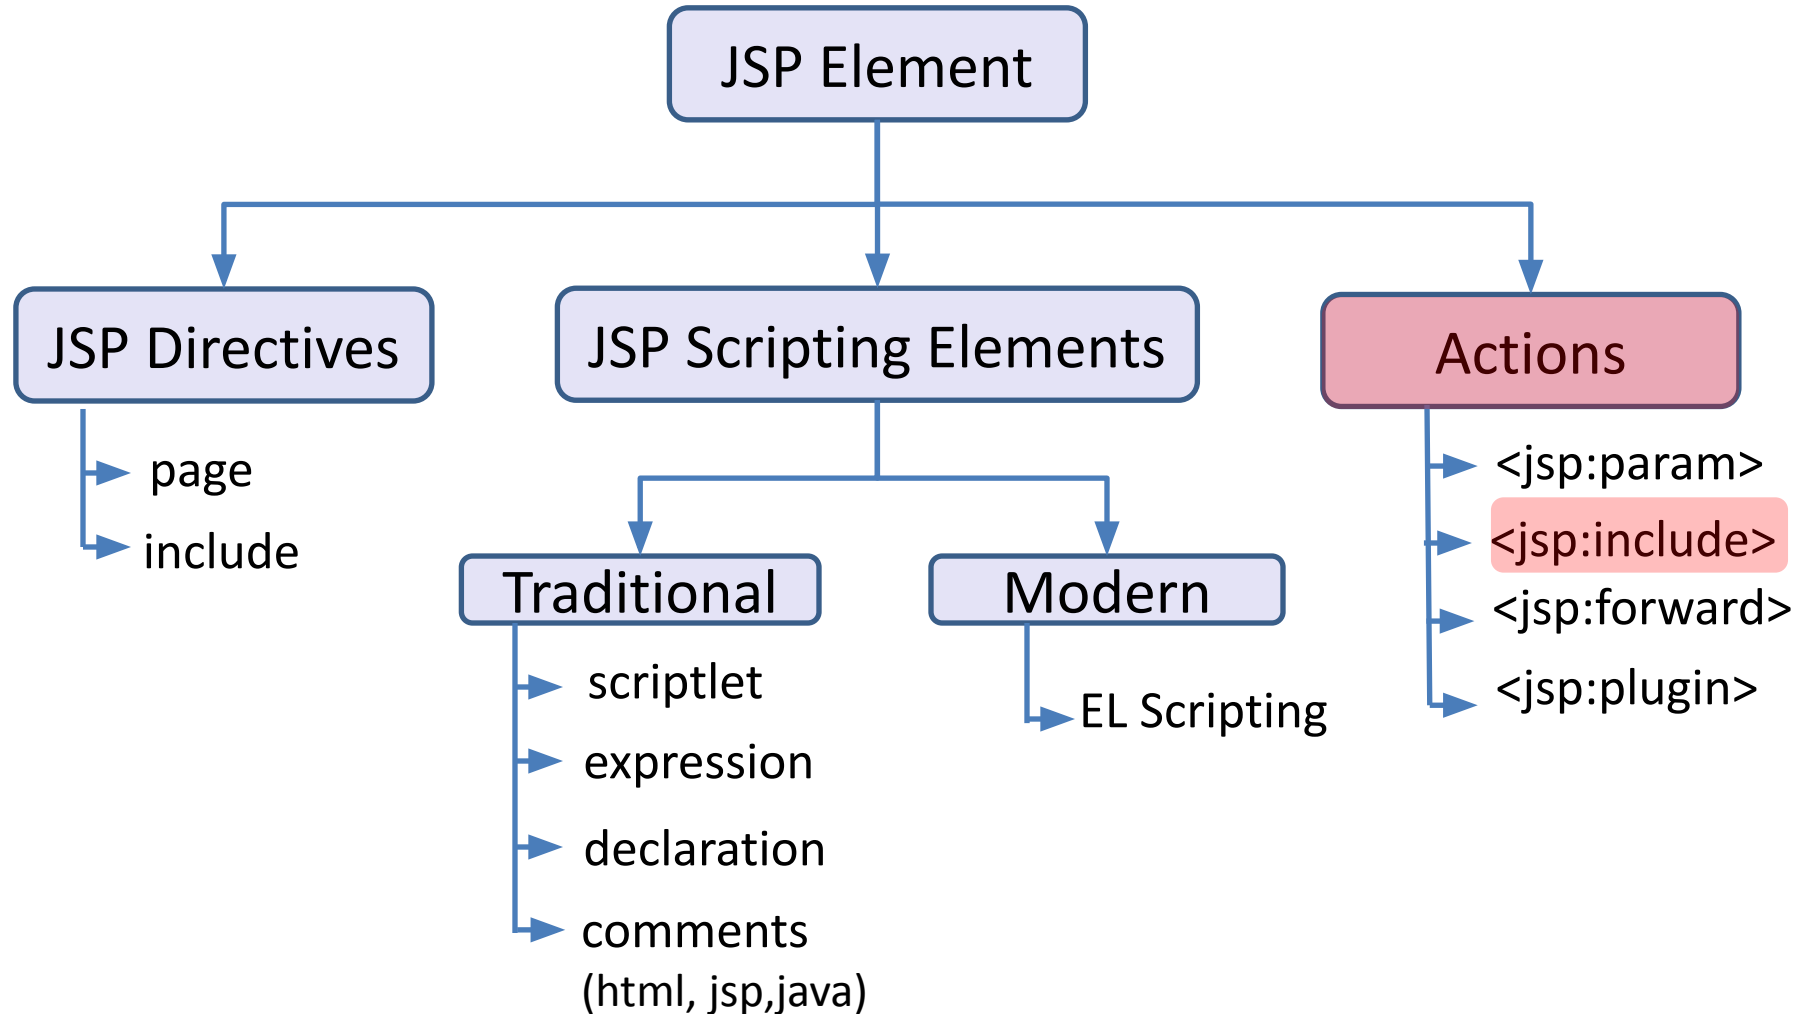 JSP Element
JSP Directives
page
include
JSP Scripting Elements
Traditional
scriptlet
expression
declaration
comments
(html, jsp,java)
Modern
EL Scripting
Actions
<jsp:param>
<jsp:include>
<jsp:forward>
<jsp:plugin>